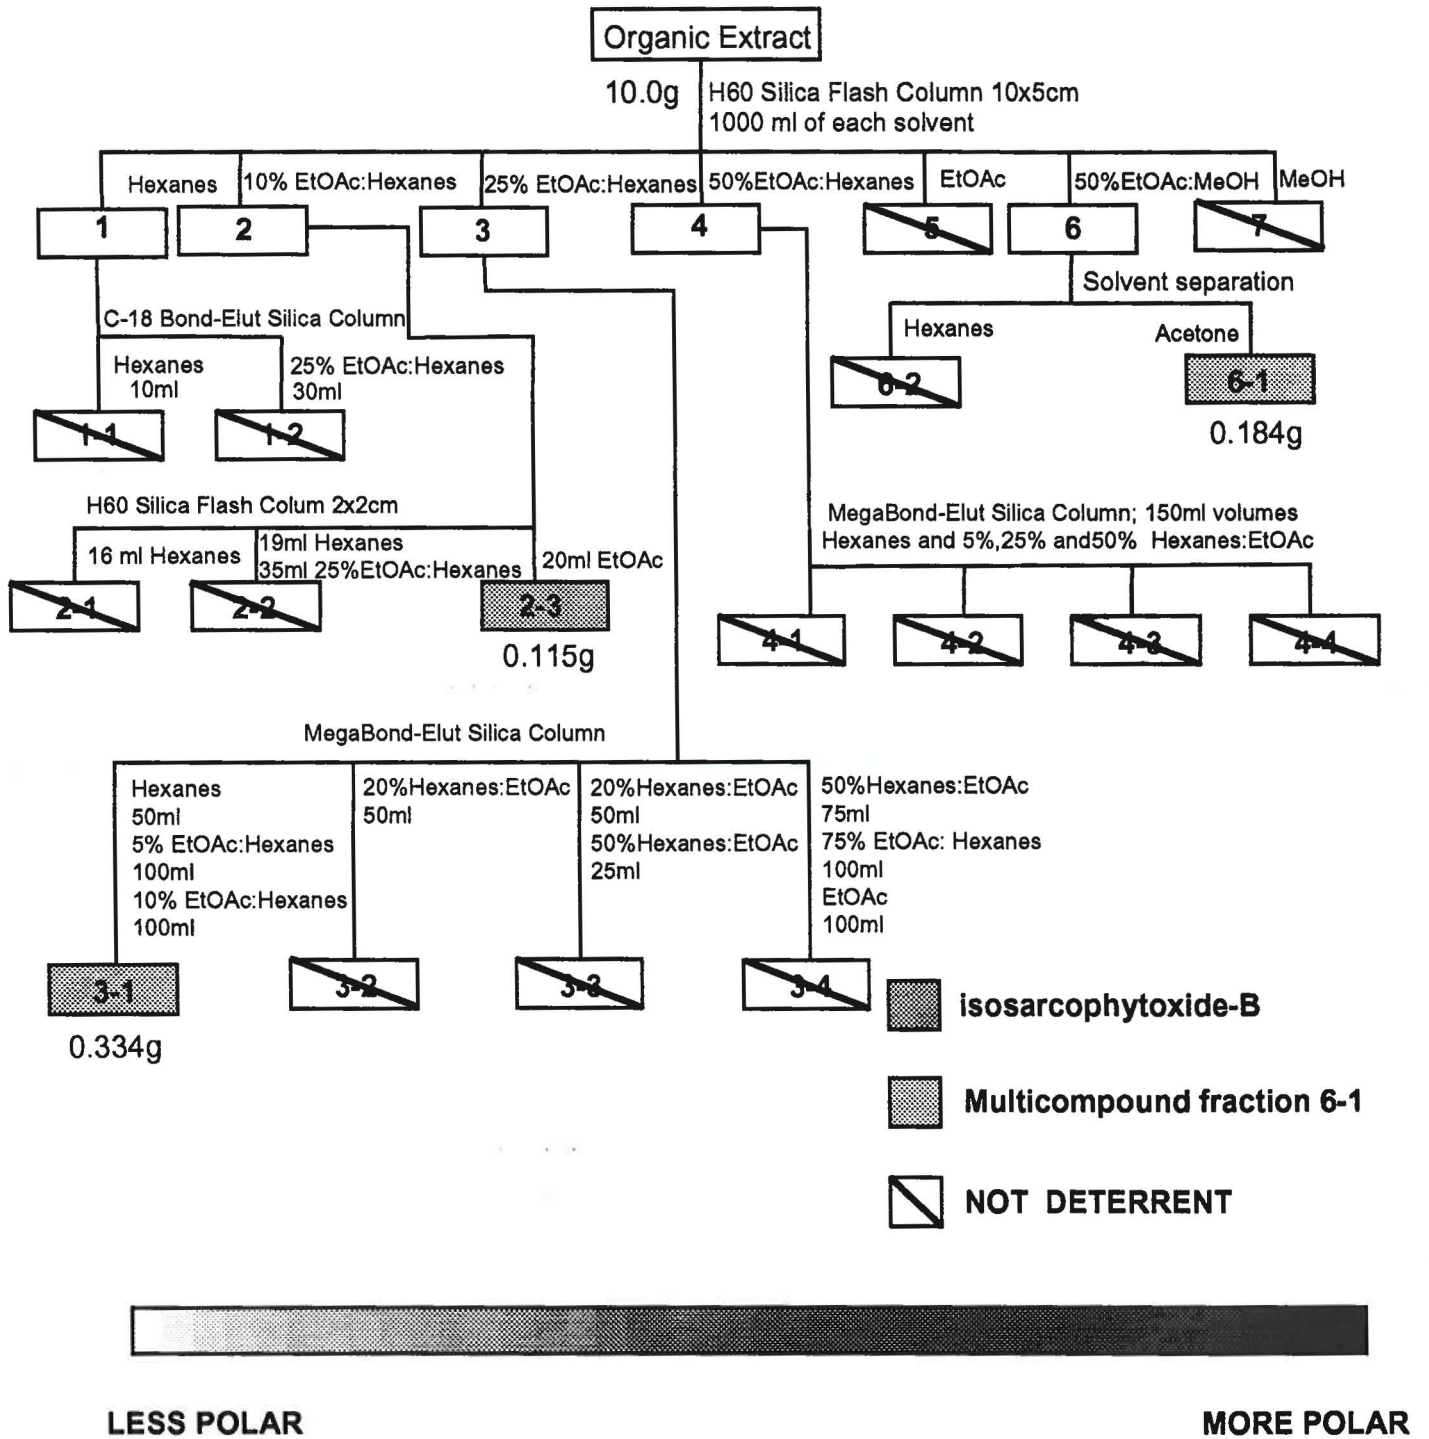 Organic Extract
10.0g
H60 Silica Flash Column 10x5cm
1000 ml of each solvent
Hexanes
10% EtOAc:Hexanes
25% EtOAc:Hexanes
50%EtOAc:Hexanes
EtOAc
50%EtOAc:MeOH
MeOH
1
2
3
4
5
6
7
Solvent separation
Hexanes
Acetone
6-2
6-1
0.184g
C-18 Bond-Elut Silica Column
Hexanes
10ml
25% EtOAc:Hexanes
30ml
1-1
1-2
H60 Silica Flash Colum 2x2cm
16 ml Hexanes
19ml Hexanes
35ml 25%EtOAc:Hexanes
20ml EtOAc
2-1
2-2
2-3
0.115g
MegaBond-Elut Silica Column; 150ml volumes
Hexanes and 5%,25% and50% Hexanes:EtOAc
4-1
4-2
4-3
4-4
MegaBond-Elut Silica Column
Hexanes
50ml
5% EtOAc:Hexanes
100ml
10% EtOAc:Hexanes
100ml
20%Hexanes:EtOAc
50ml
20%Hexanes:EtOAc
50ml
50%Hexanes:EtOAc
25ml
50%Hexanes:EtOAc
75ml
75% EtOAc: Hexanes
100ml
EtOAc
100ml
3-1
3-2
3-3
3-4
0.334g
isosarcophytoxide-B
Multicompound fraction 6-1
NOT DETERRENT
LESS POLAR
MORE POLAR